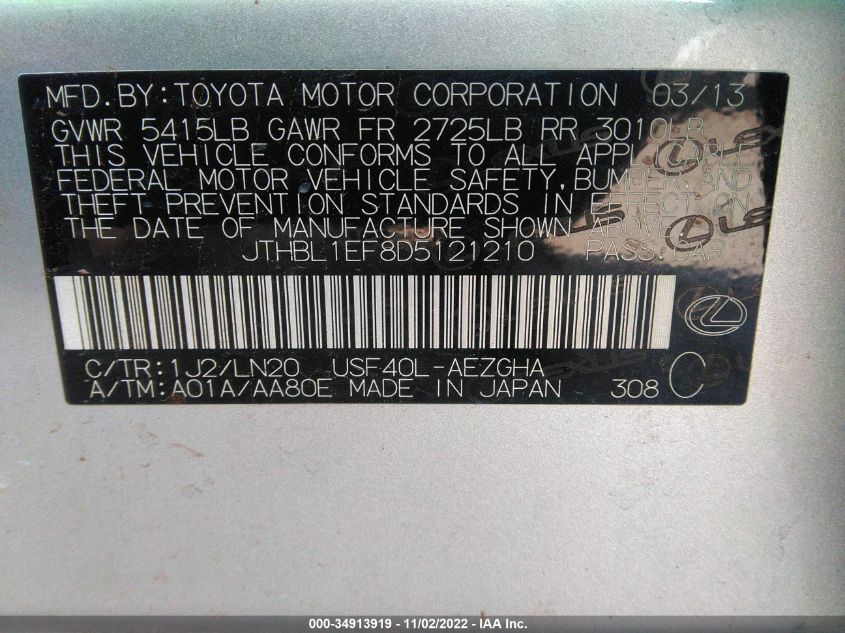 MFD.BY:TOYOTA MOTOR CORPORATION 03/13
GVWR 5415LB GAWR FR 2725LB RR 3010LB
THIS VEHICLE CONFORMS TO ALL APPLICABLE
FEDERAL MOTOR VEHICLE SAFETY,BUMPER,AND
THEFT PREVENTION STANDARDS IN EFFECT ON
THE DATE OF MANUFACTURE SHOWN ABOVE.
JTHBL1EF8D5121210 PASS.CAR
C/TR:1J2/LN20 USF40L-AEZGHA
A/TM:A01A/AA80E MADE IN JAPAN 308 C
000-34913919 - 11/02/2022 - IAA Inc.